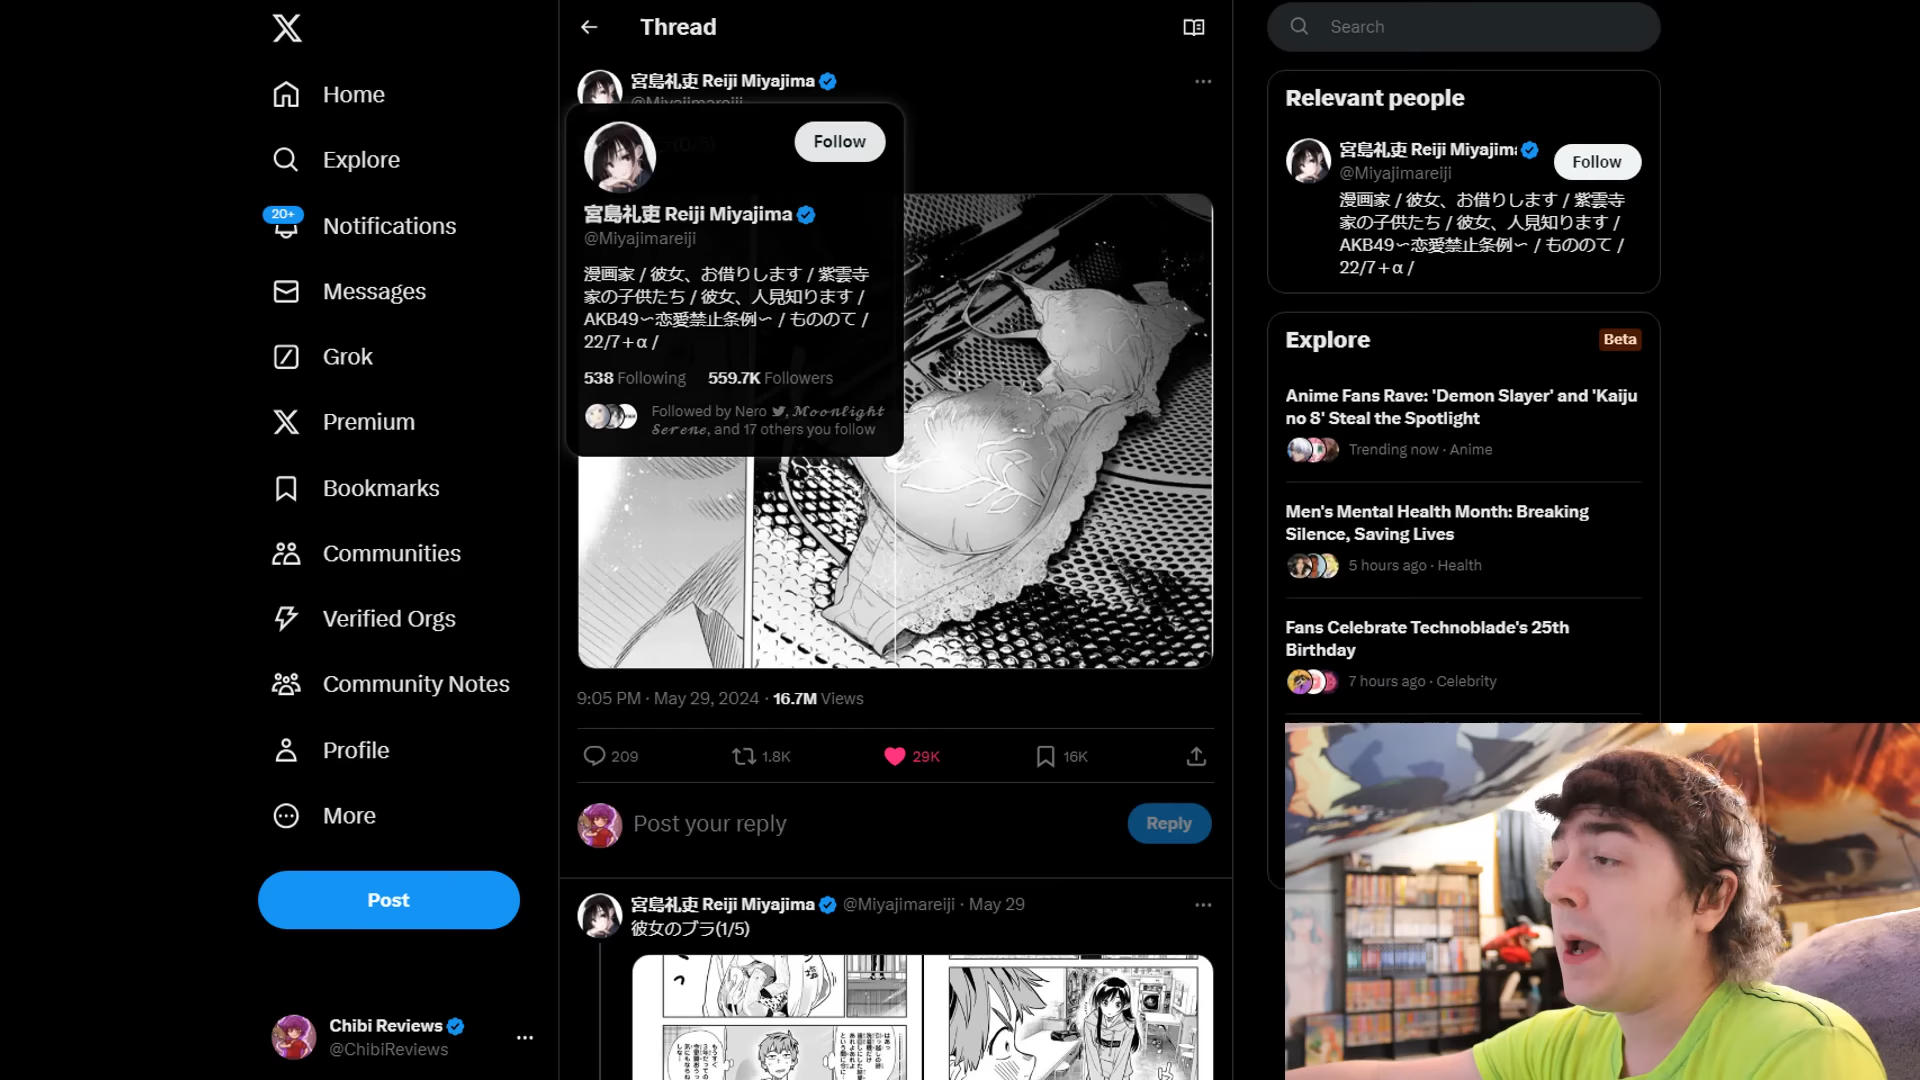 Home
Explore
20+
Notifications
Messages
Grok
Premium
Bookmarks
Communities
Verified Orgs
Community Notes
Profile
More
Post
Chibi Reviews
@ChibiReviews
Thread
宮島礼吏 Reiji Miyajima
@Miyajimareiji
Follow
宮島礼吏 Reiji Miyajima
@Miyajimareiji
漫画家 / 彼女、お借りします / 紫雲寺
家の子供たち / 彼女、人見知ります /
AKB49〜恋愛禁止条例〜 / もののて /
22/7＋α /
538 Following 559.7K Followers
Followed by Nero, 𝓜𝓸𝓸𝓷𝓵𝓲𝓰𝓱𝓽
𝓢𝓮𝓻𝓮𝓷𝓮, and 17 others you follow
9:05 PM · May 29, 2024 · 16.7M Views
209 1.8K 29K 16K
Post your reply
Reply
宮島礼吏 Reiji Miyajima @Miyajimareiji · May 29
彼女のブラ(1/5)
Search
Relevant people
宮島礼吏 Reiji Miyajim
@Miyajimareiji
Follow
漫画家 / 彼女、お借りします / 紫雲寺
家の子供たち / 彼女、人見知ります /
AKB49〜恋愛禁止条例〜 / もののて /
22/7＋α /
Explore
Beta
Anime Fans Rave: 'Demon Slayer' and 'Kaiju
no 8' Steal the Spotlight
Trending now · Anime
Men's Mental Health Month: Breaking
Silence, Saving Lives
5 hours ago · Health
Fans Celebrate Technoblade's 25th
Birthday
7 hours ago · Celebrity